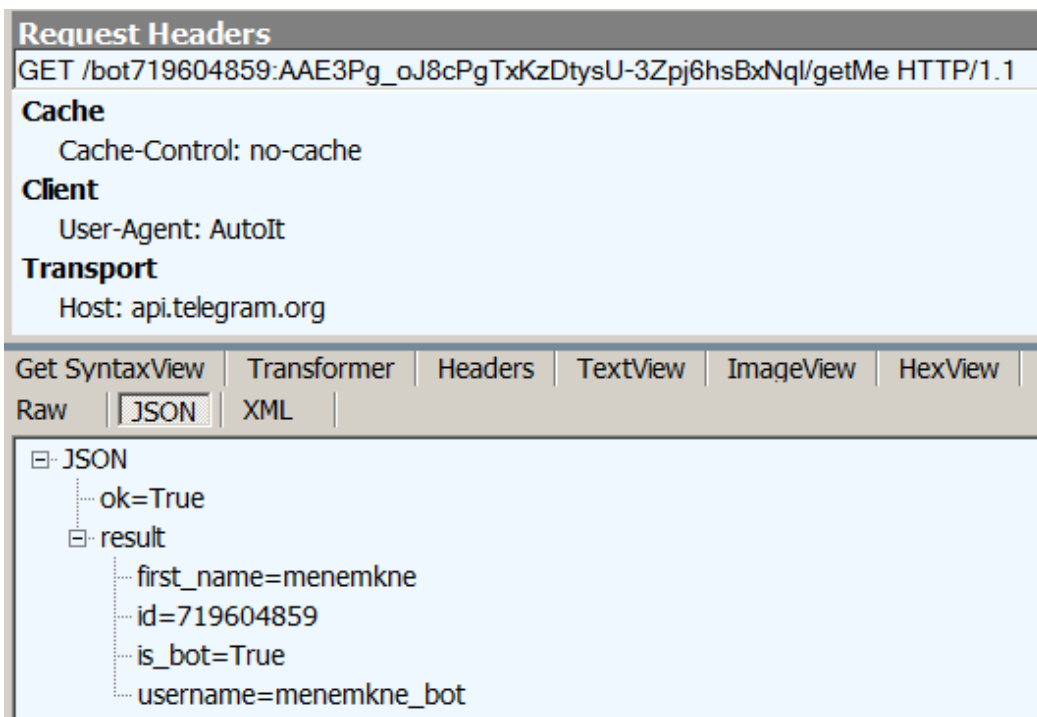 Request Headers
GET /bot719604859:AAE3Pg_oJ8cPgTxKzDtysU-3Zpj6hsBxNqI/getMe HTTP/1.1
Cache
Cache-Control: no-cache
Client
User-Agent: AutoIt
Transport
Host: api.telegram.org
Get SyntaxView Transformer Headers TextView ImageView HexView
Raw JSON XML
JSON
ok=True
result
first_name=menemkne
id=719604859
is_bot=True
username=menemkne_bot